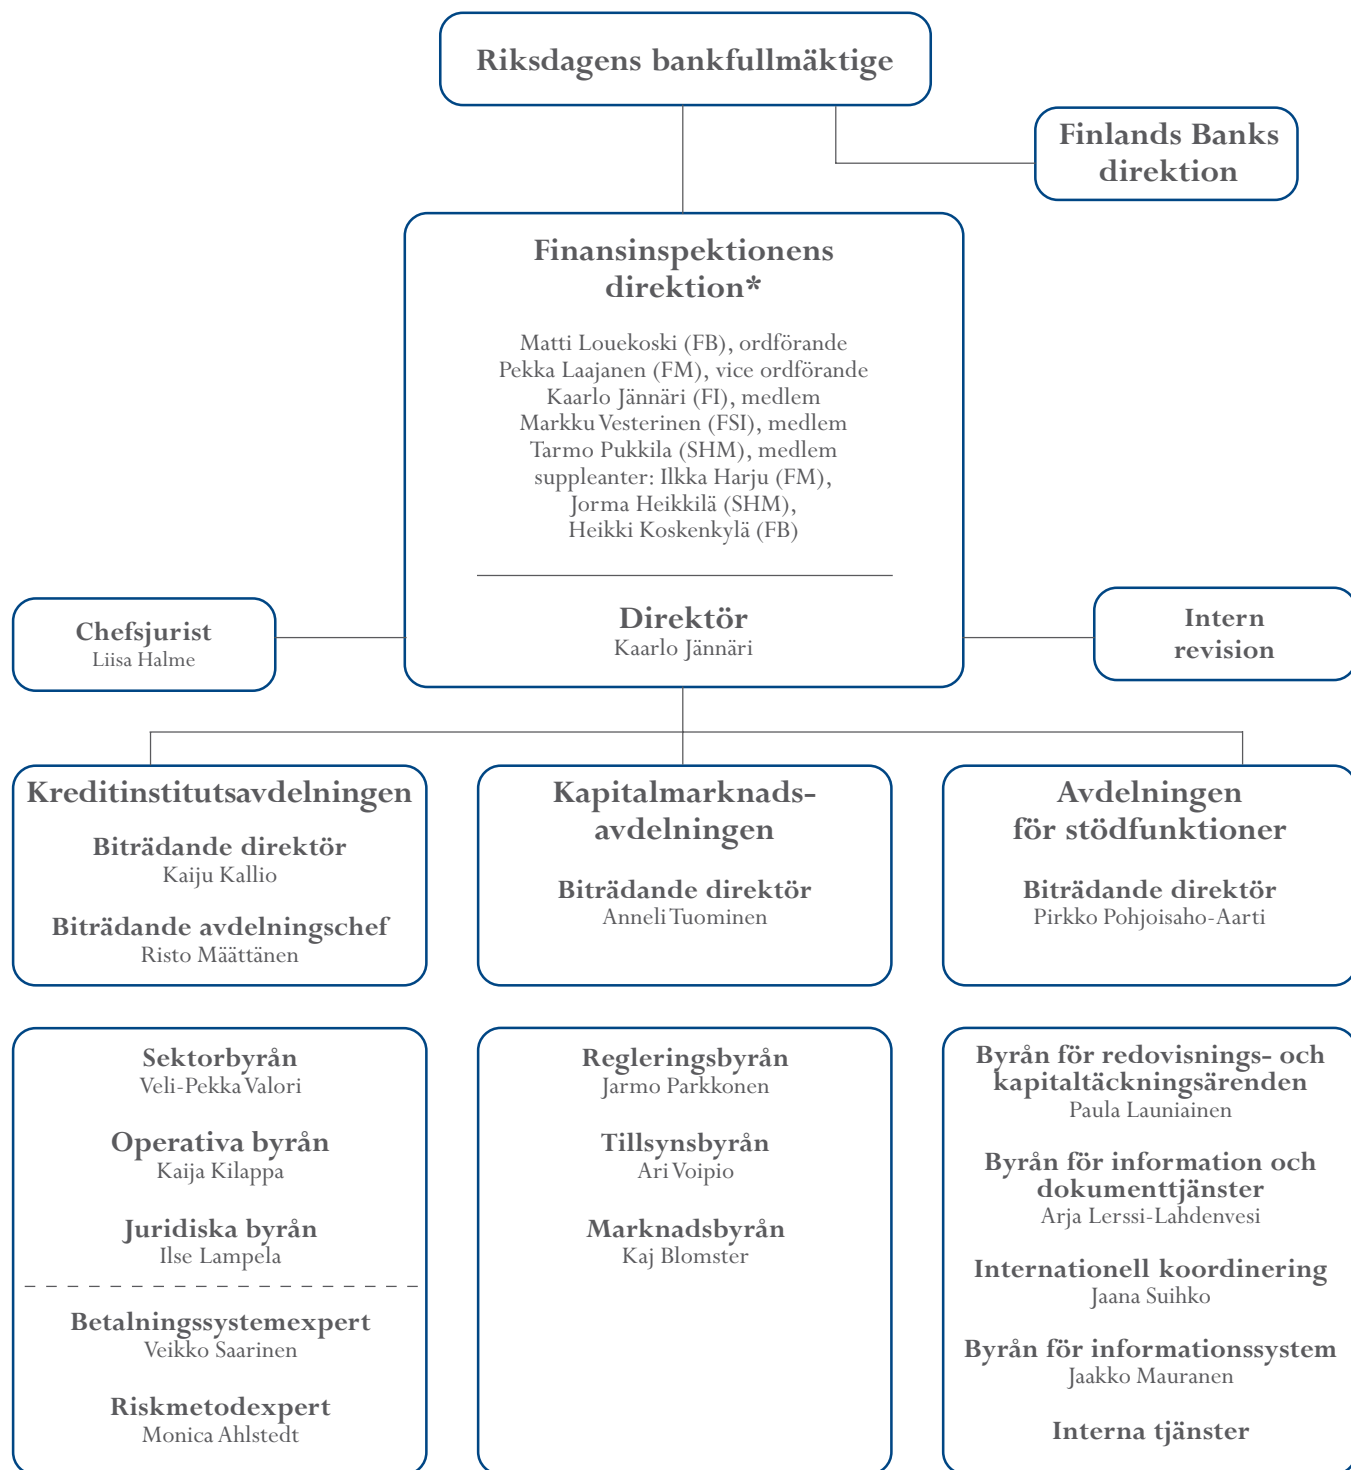 Riksdagens bankfullmäktige
Finlands Banks
direktion
Finansinspektionens
direktion*
Matti Louekoski (FB), ordförande
Pekka Laajanen (FM), vice ordförande
Kaarlo Jännäri (FI), medlem
Markku Vesterinen (FSI), medlem
Tarmo Pukkila (SHM), medlem
suppleanter: Ilkka Harju (FM),
Jorma Heikkilä (SHM),
Heikki Koskenkylä (FB)
Direktör
Kaarlo Jännäri
Chefsjurist
Liisa Halme
Intern
revision
Kreditinstitutsavdelningen
Biträdande direktör
Kaiju Kallio
Biträdande avdelningschef
Risto Määttänen
Kapitalmarknads-
avdelningen
Biträdande direktör
Anneli Tuominen
Avdelningen
för stödfunktioner
Biträdande direktör
Pirkko Pohjoisaho-Aarti
Sektorbyrån
Veli-Pekka Valori
Operativa byrån
Kaija Kilappa
Juridiska byrån
Ilse Lampela
Betalningssystemexpert
Veikko Saarinen
Riskmetodexpert
Monica Ahlstedt
Regleringsbyrån
Jarmo Parkkonen
Tillsynsbyrån
Ari Voipio
Marknadsbyrån
Kaj Blomster
Byrån för redovisnings- och
kapitaltäckningsärenden
Paula Launiainen
Byrån för information och
dokumenttjänster
Arja Lerssi-Lahdenvesi
Internationell koordinering
Jaana Suihko
Byrån för informationssystem
Jaakko Mauranen
Interna tjänster